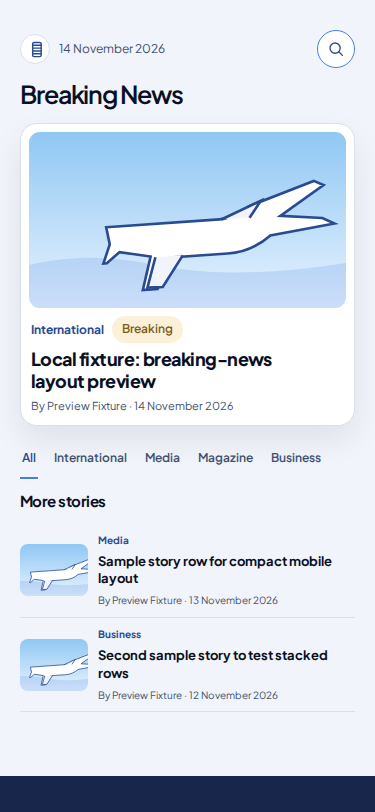 14 November 2026
Breaking News
International Breaking
Local fixture: breaking-news
layout preview
By Preview Fixture · 14 November 2026
All International Media Magazine Business
More stories
Media
Sample story row for compact mobile
layout
By Preview Fixture · 13 November 2026
Business
Second sample story to test stacked
rows
By Preview Fixture · 12 November 2026